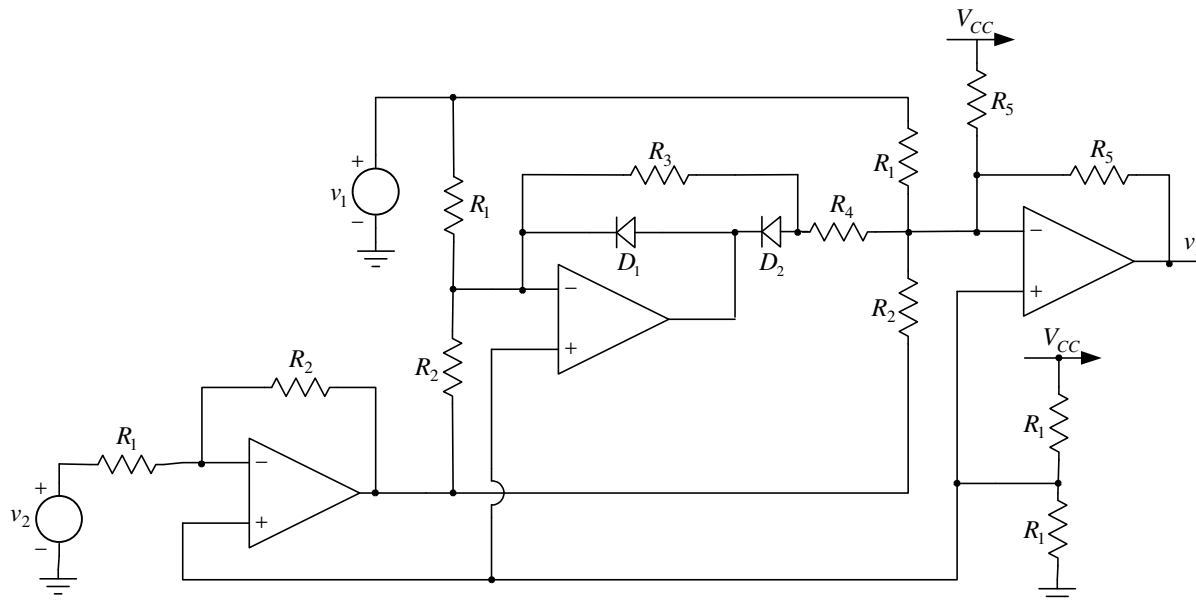 V_CC
R_5
+
v_1
−
R_1
R_3
R_1
R_4
R_5
D_1
D_2
−
+
v
−
+
R_2
R_2
V_CC
R_2
R_1
R_1
−
+
+
v_2
−
R_1